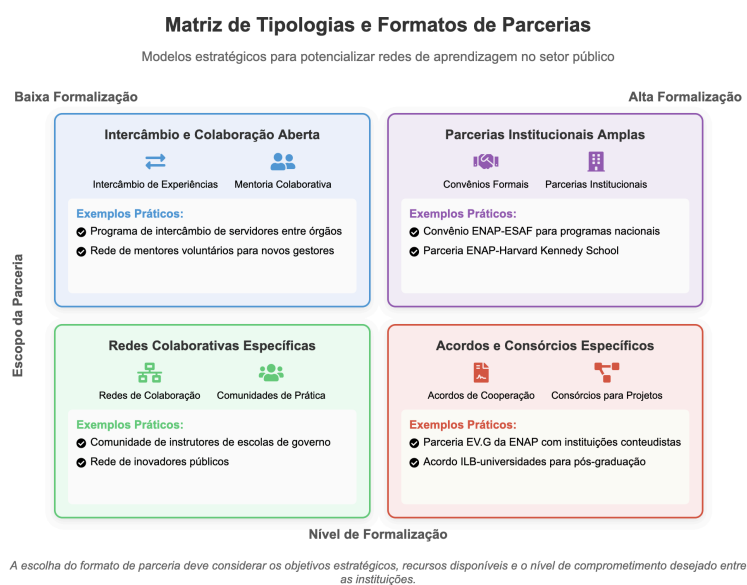 Matriz de Tipologias e Formatos de Parcerias
Modelos estratégicos para potencializar redes de aprendizagem no setor público
Baixa Formalização
Alta Formalização
Escopo da Parceria
Intercâmbio e Colaboração Aberta
Intercâmbio de Experiências
Mentoria Colaborativa
Exemplos Práticos:
Programa de intercâmbio de servidores entre órgãos
Rede de mentores voluntários para novos gestores
Parcerias Institucionais Amplas
Convênios Formais
Parcerias Institucionais
Exemplos Práticos:
Convênio ENAP-ESAF para programas nacionais
Parceria ENAP-Harvard Kennedy School
Redes Colaborativas Específicas
Redes de Colaboração
Comunidades de Prática
Exemplos Práticos:
Comunidade de instrutores de escolas de governo
Rede de inovadores públicos
Acordos e Consórcios Específicos
Acordos de Cooperação
Consórcios para Projetos
Exemplos Práticos:
Parceria EV.G da ENAP com instituições conteudistas
Acordo ILB-universidades para pós-graduação
Nível de Formalização
A escolha do formato de parceria deve considerar os objetivos estratégicos, recursos disponíveis e o nível de comprometimento desejado entre
as instituições.